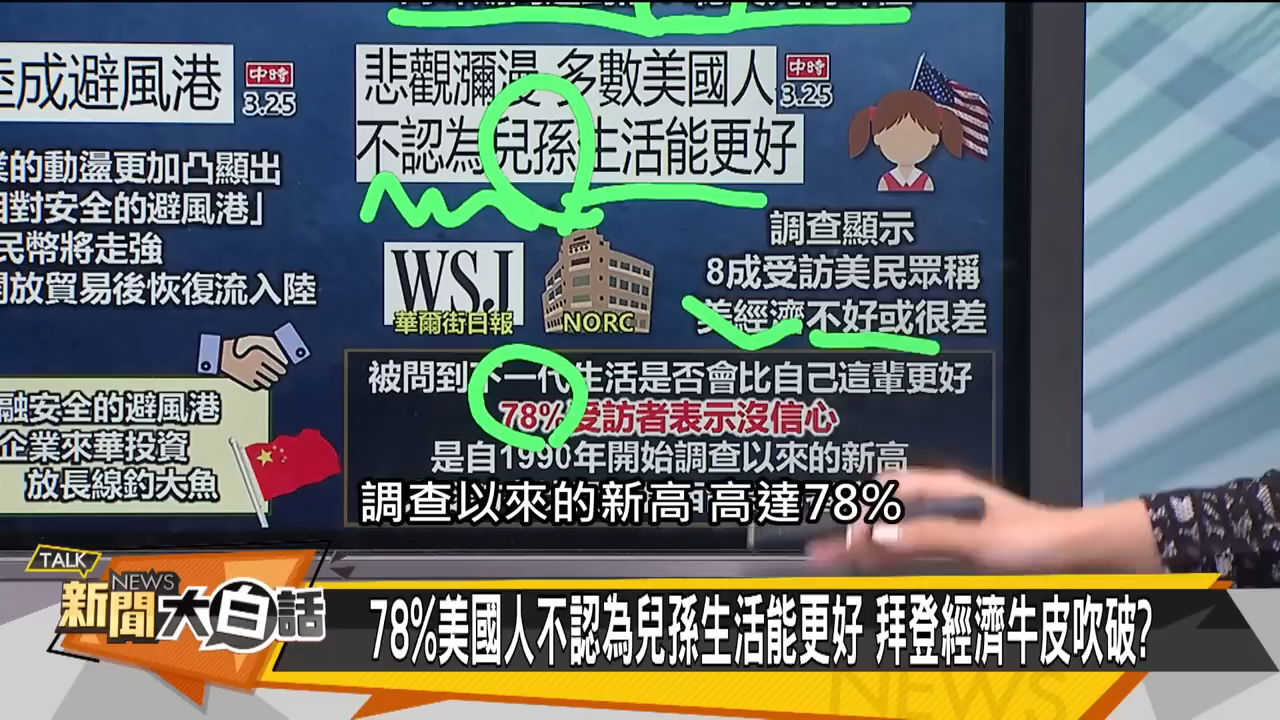 成避風港
中時
3.25
業的動盪更加凸顯出
相對安全的避風港」
民幣將走強
開放貿易後恢復流入陸
融安全的避風港
企業來華投資
放長線釣大魚
悲觀瀰漫 多數美國人
中時
3.25
不認為兒孫生活能更好
WSJ
華爾街日報
NORC
調查顯示
8成受訪美民眾稱
美經濟不好或很差
被問到下一代生活是否會比自己這輩更好
78%受訪者表示沒信心
是自1990年開始調查以來的新高
調查以來的新高 高達78%
TALK
NEWS
新聞大白話
78%美國人不認為兒孫生活能更好 拜登經濟牛皮吹破?
NEWS